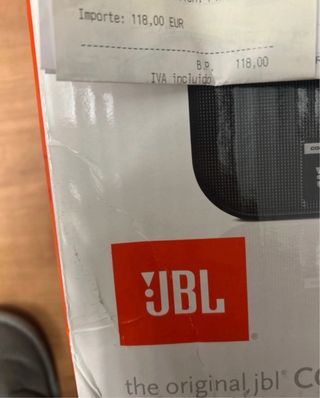 Importe: 118,00 EUR
B.P. 118,00
IVA incluido
JBL
the original jbl®